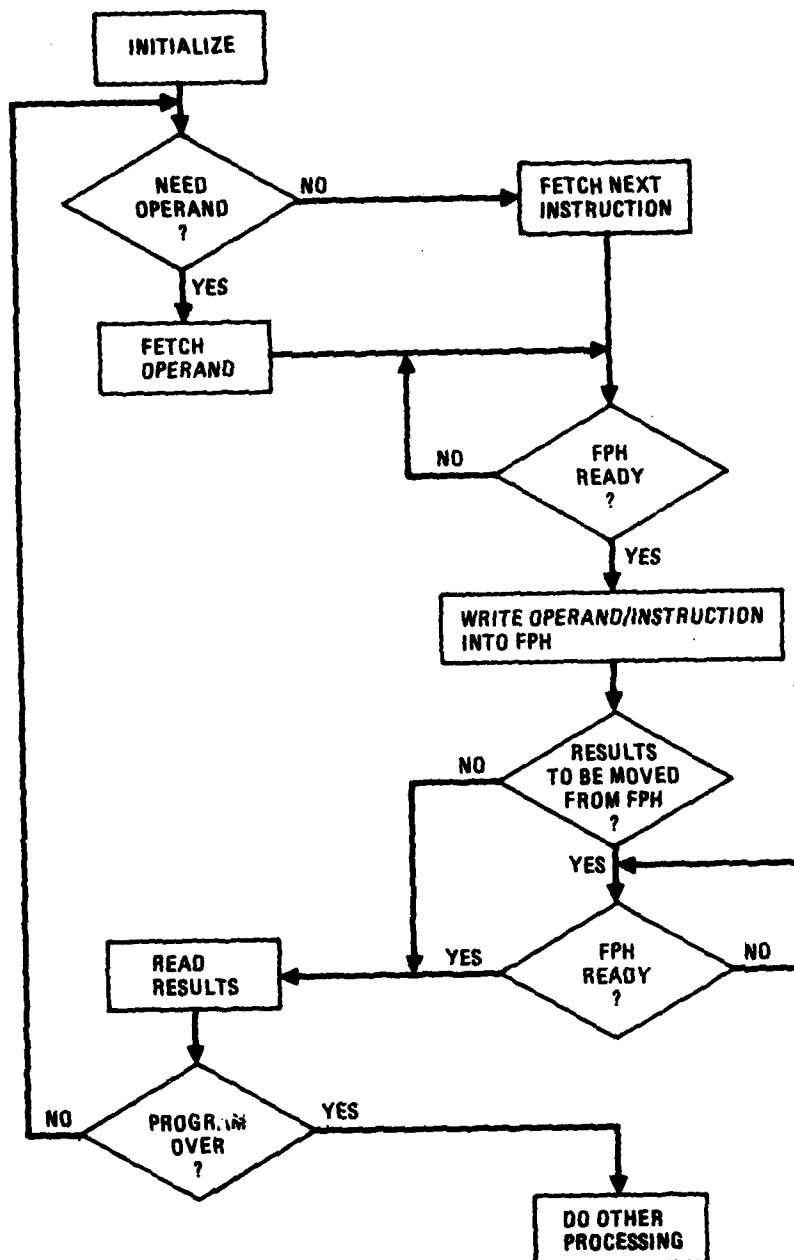 INITIALIZE
NEED
OPERAND
?
NO
FETCH NEXT
INSTRUCTION
YES
FETCH
OPERAND
NO
FPH
READY
?
YES
WRITE OPERAND/INSTRUCTION
INTO FPH
NO
RESULTS
TO BE MOVED
FROM FPH
?
YES
READ
RESULTS
YES
FPH
READY
?
NO
NO
PROGRAM
OVER
?
YES
DO OTHER
PROCESSING